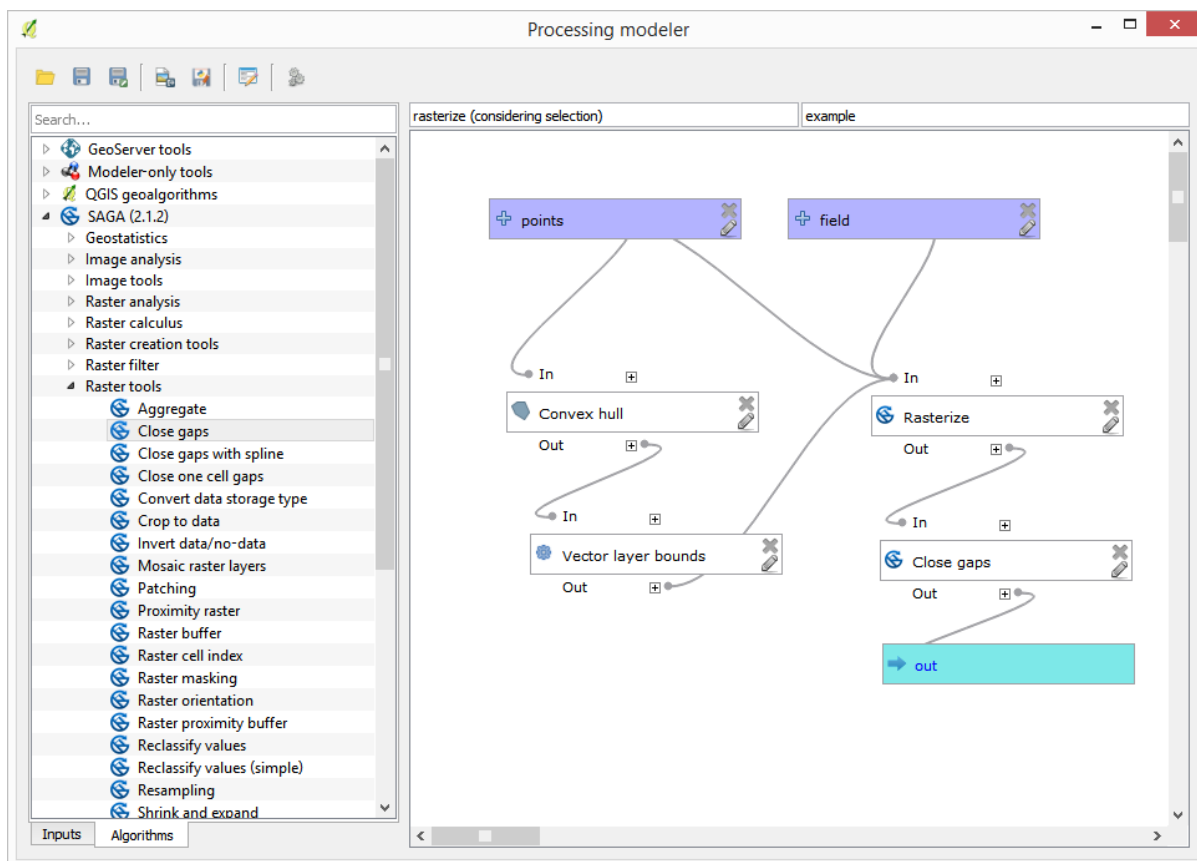 Processing modeler
Search...
rasterize (considering selection)
example
GeoServer tools
Modeler-only tools
QGIS geoalgorithms
SAGA (2.1.2)
Geostatistics
Image analysis
Image tools
Raster analysis
Raster calculus
Raster creation tools
Raster filter
Raster tools
Aggregate
Close gaps
Close gaps with spline
Close one cell gaps
Convert data storage type
Crop to data
Invert data/no-data
Mosaic raster layers
Patching
Proximity raster
Raster buffer
Raster cell index
Raster masking
Raster orientation
Raster proximity buffer
Reclassify values
Reclassify values (simple)
Resampling
Shrink and expand
Inputs
Algorithms
points
field
In
Convex hull
Out
In
Rasterize
Out
In
Vector layer bounds
Out
In
Close gaps
Out
out